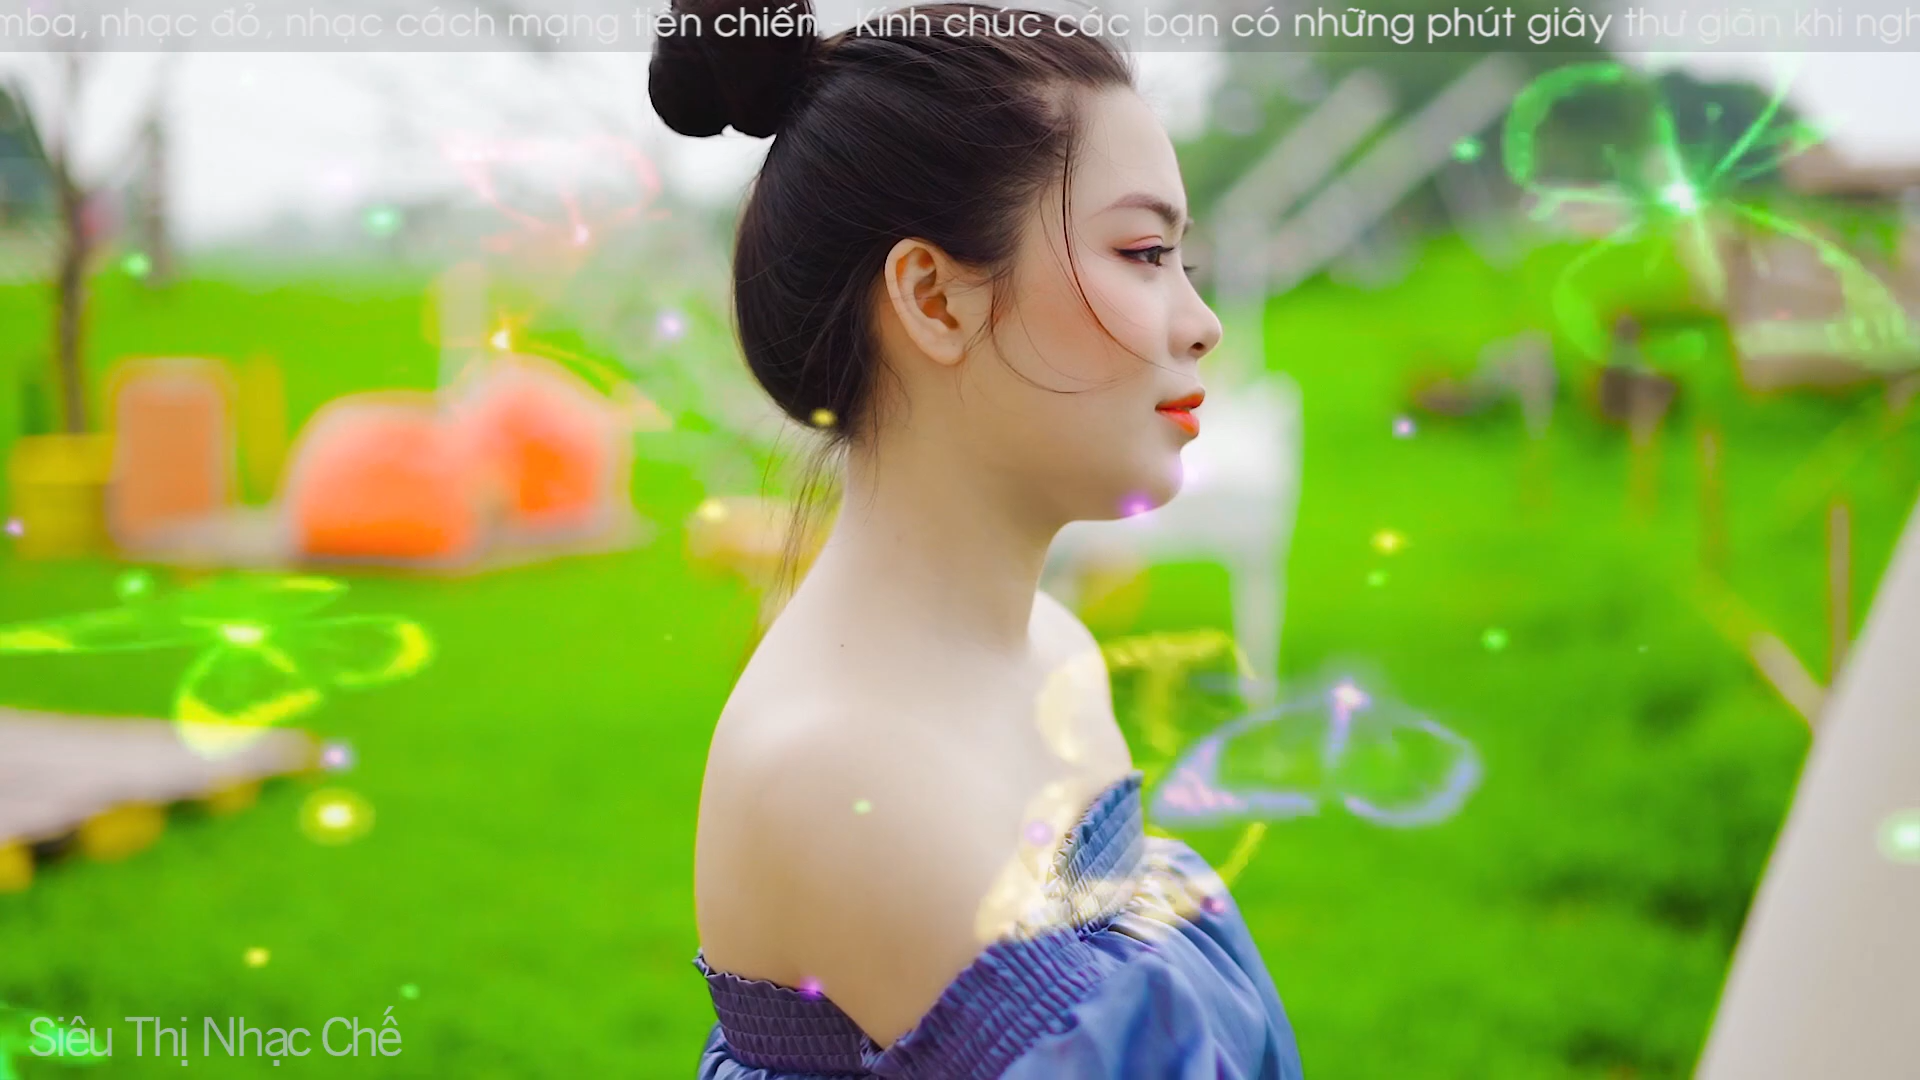 mba, nhạc đỏ, nhạc cách mạng tiền chiến - Kính chúc các bạn có những phút giây thư giãn khi ngh
Siêu Thị Nhạc Chế